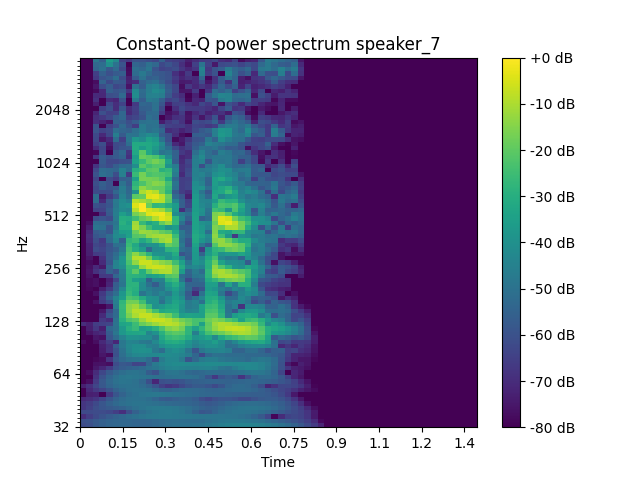 Constant-Q power spectrum speaker_7
Hz
2048
1024
512
256
128
64
32
0 0.15 0.3 0.45 0.6 0.75 0.9 1.1 1.2 1.4
Time
+0 dB
-10 dB
-20 dB
-30 dB
-40 dB
-50 dB
-60 dB
-70 dB
-80 dB